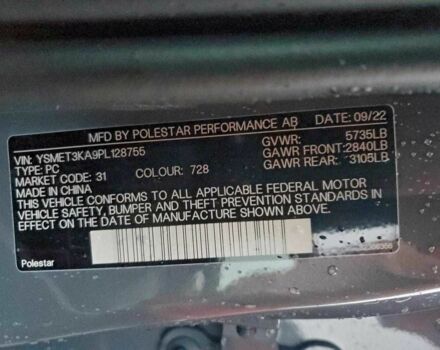 MFD BY POLESTAR PERFORMANCE AB DATE: 09/22
VIN: YSMET3KA9PL128755 GVWR: 5735LB
TYPE: PC GAWR FRONT: 2840LB
MARKET CODE: 31 COLOUR: 728 GAWR REAR: 3105LB
MADE IN CHINA
THIS VEHICLE CONFORMS TO ALL APPLICABLE FEDERAL MOTOR
VEHICLE SAFETY, BUMPER AND THEFT PREVENTION STANDARDS IN
EFFECT ON THE DATE OF MANUFACTURE SHOWN ABOVE.
Polestar